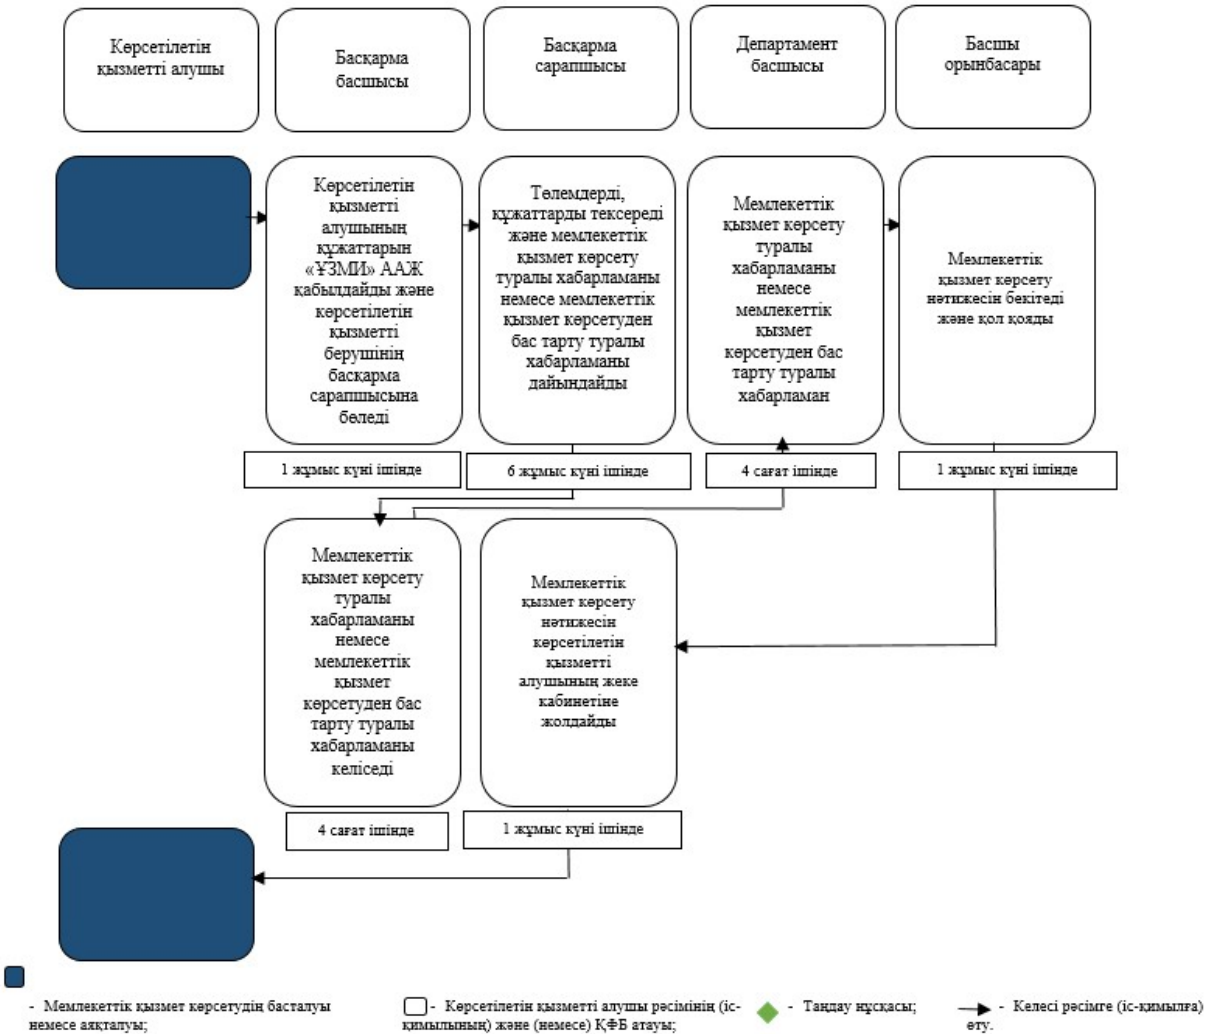 Көрсетілетін
қызметті алушы
Басқарма
басшысы
Басқарма
сарапшысы
Департамент
басшысы
Басшы
орынбасары
Көрсетілетін
қызметті
алушының
құжаттарын
«ҰЗМИ» ААЖ
қабылдайды және
көрсетілетін
қызметті
берушінің
басқарма
сарапшысына
бөледі
Төлемдерді,
құжаттарды тексереді
және мемлекеттік
қызмет көрсету
туралы хабарламаны
немесе мемлекеттік
қызмет көрсетуден
бас тарту туралы
хабарламаны
дайындайды
Мемлекеттік
қызмет көрсету
туралы
хабарламаны
немесе
мемлекеттік
қызмет
көрсетуден бас
тарту туралы
хабарламан
Мемлекеттік
қызмет көрсету
нәтижесін бекітеді
және қол қояды
1 жұмыс күні ішінде
6 жұмыс күні ішінде
4 сағат ішінде
1 жұмыс күні ішінде
Мемлекеттік
қызмет көрсету
туралы
хабарламаны
немесе
мемлекеттік
қызмет
көрсетуден бас
тарту туралы
хабарламаны
келіседі
Мемлекеттік
қызмет көрсету
нәтижесін
көрсетілетін
қызметті
алушының жеке
кабинетіне
жолдайды
4 сағат ішінде
1 жұмыс күні ішінде
- Мемлекеттік қызмет көрсетудің басталуы
немесе аяқталуы;
- Көрсетілетін қызметті алушы рәсімінің (іс-
қимылының) және (немесе) ҚФБ атауы;
- Таңдау нұсқасы;
- Келесі рәсімге (іс-қимылға)
өту.